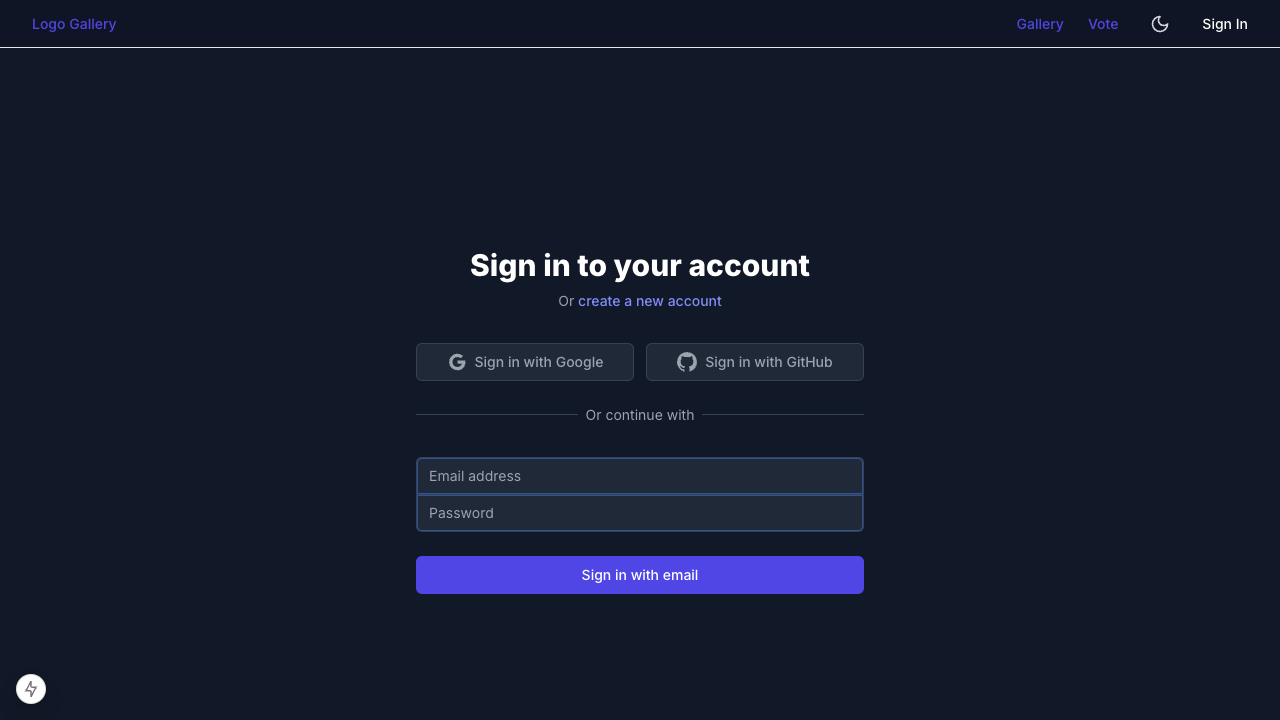 Logo Gallery
Gallery
Vote
Sign In
Sign in to your account
Or create a new account
Sign in with Google
Sign in with GitHub
Or continue with
Email address
Password
Sign in with email